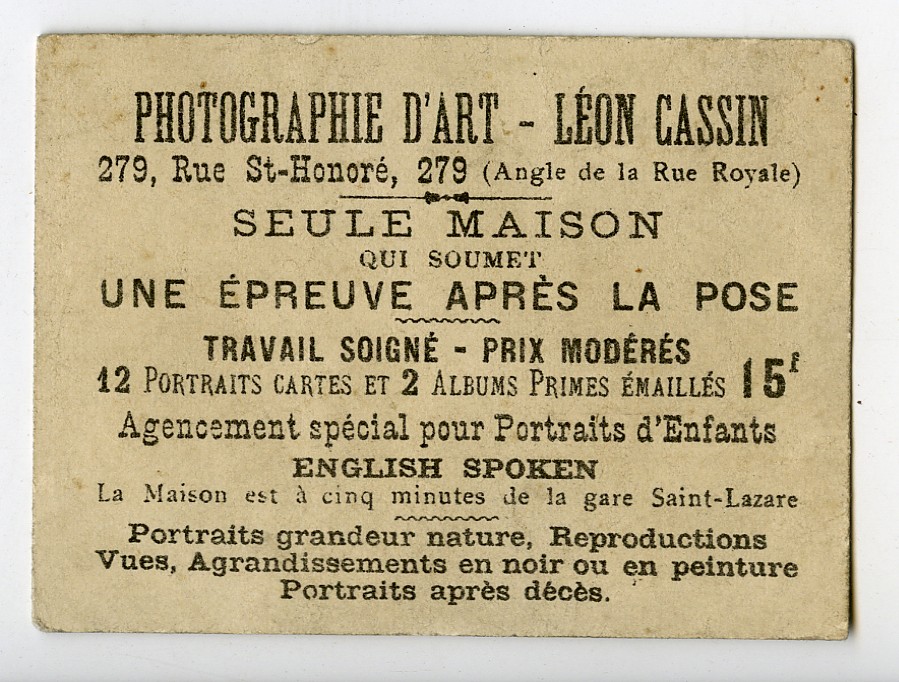 PHOTOGRAPHIE D'ART - LÉON CASSIN
279, Rue St-Honoré, 279 (Angle de la Rue Royale)
SEULE MAISON
QUI SOUMET
UNE ÉPREUVE APRÈS LA POSE
TRAVAIL SOIGNÉ - PRIX MODÉRÉS
12 PORTRAITS CARTES ET 2 ALBUMS PRIMES ÉMAILLÉS 15f
Agencement spécial pour Portraits d'Enfants
ENGLISH SPOKEN
La Maison est à cinq minutes de la gare Saint-Lazare
Portraits grandeur nature, Reproductions
Vues, Agrandissements en noir ou en peinture
Portraits après décès.